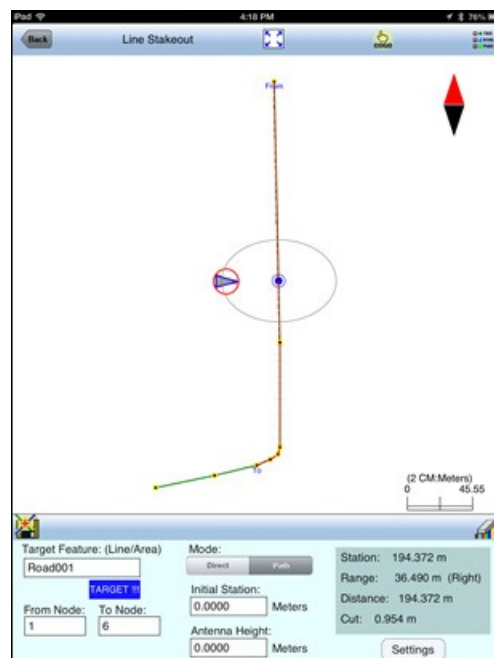 iPad 4:18 PM 76%
Back Line Stakeout COGO
From
To
(2 CM:Meters)
0 45.55
Target Feature: (Line/Area)
Road001
TARGET !!!
From Node: To Node:
1 6
Mode:
Direct Path
Initial Station:
0.0000 Meters
Antenna Height:
0.0000 Meters
Station: 194.372 m
Range: 36.490 m (Right)
Distance: 194.372 m
Cut: 0.954 m
Settings